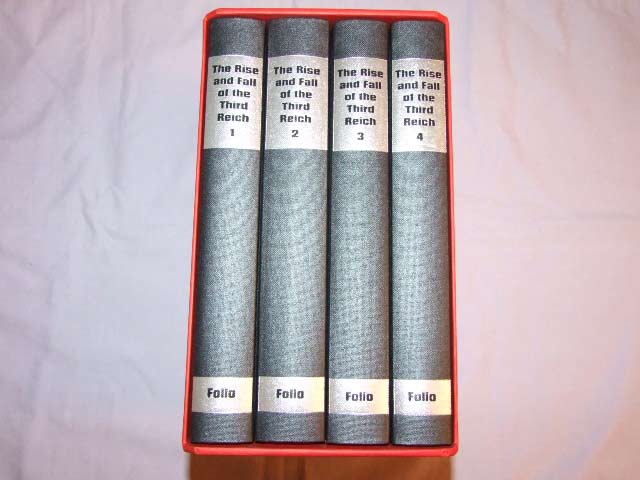 The Rise
and Fall
of the
Third
Reich
1
Folio
The Rise
and Fall
of the
Third
Reich
2
Folio
The Rise
and Fall
of the
Third
Reich
3
Folio
The Rise
and Fall
of the
Third
Reich
4
Folio